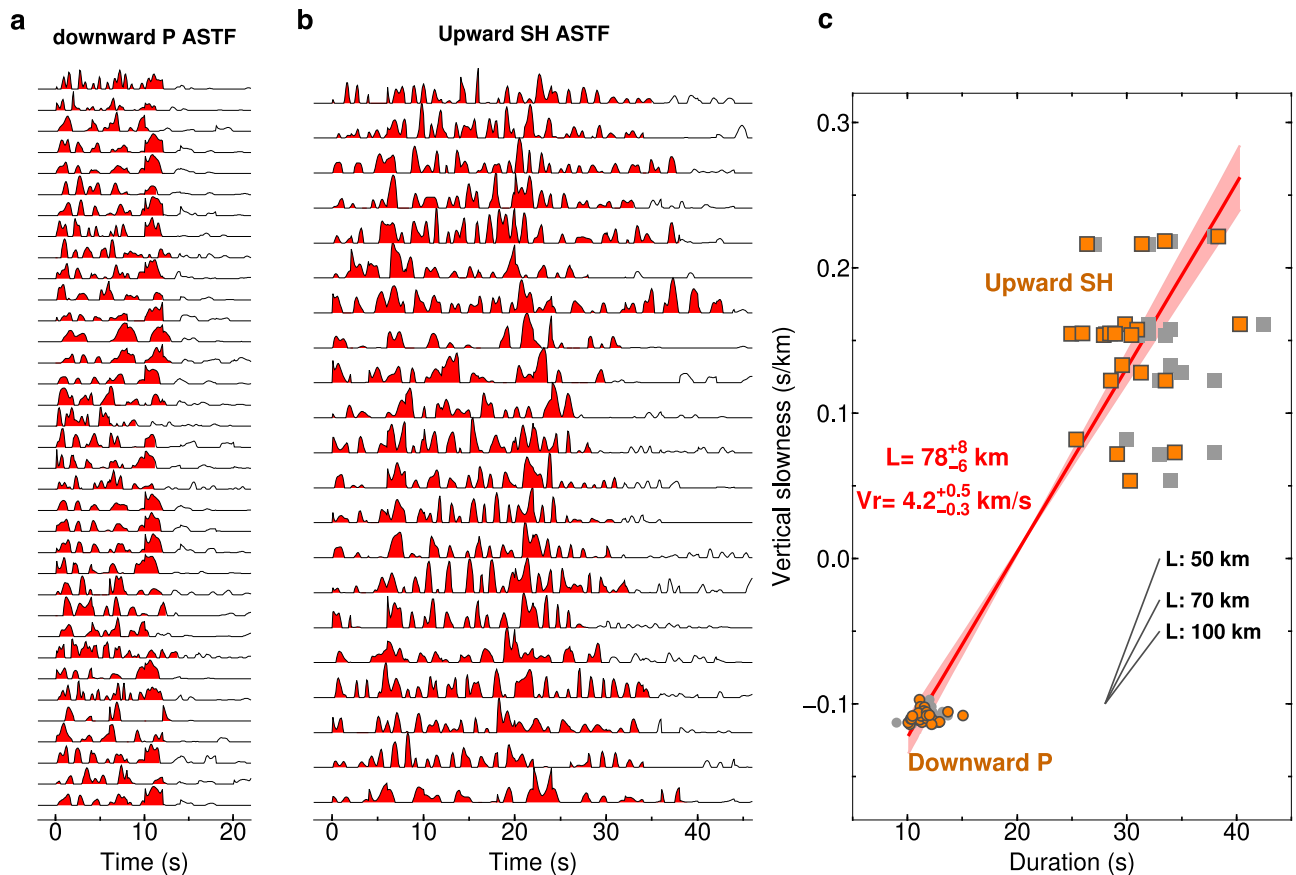 a
downward P ASTF
0 10 20
Time (s)
b
Upward SH ASTF
0 10 20 30 40
Time (s)
c
Vertical slowness (s/km)
0.3
0.2
0.1
0.0
−0.1
Upward SH
L= 78+8−6 km
Vr= 4.2+0.5−0.3 km/s
L: 50 km
L: 70 km
L: 100 km
Downward P
10 20 30 40
Duration (s)